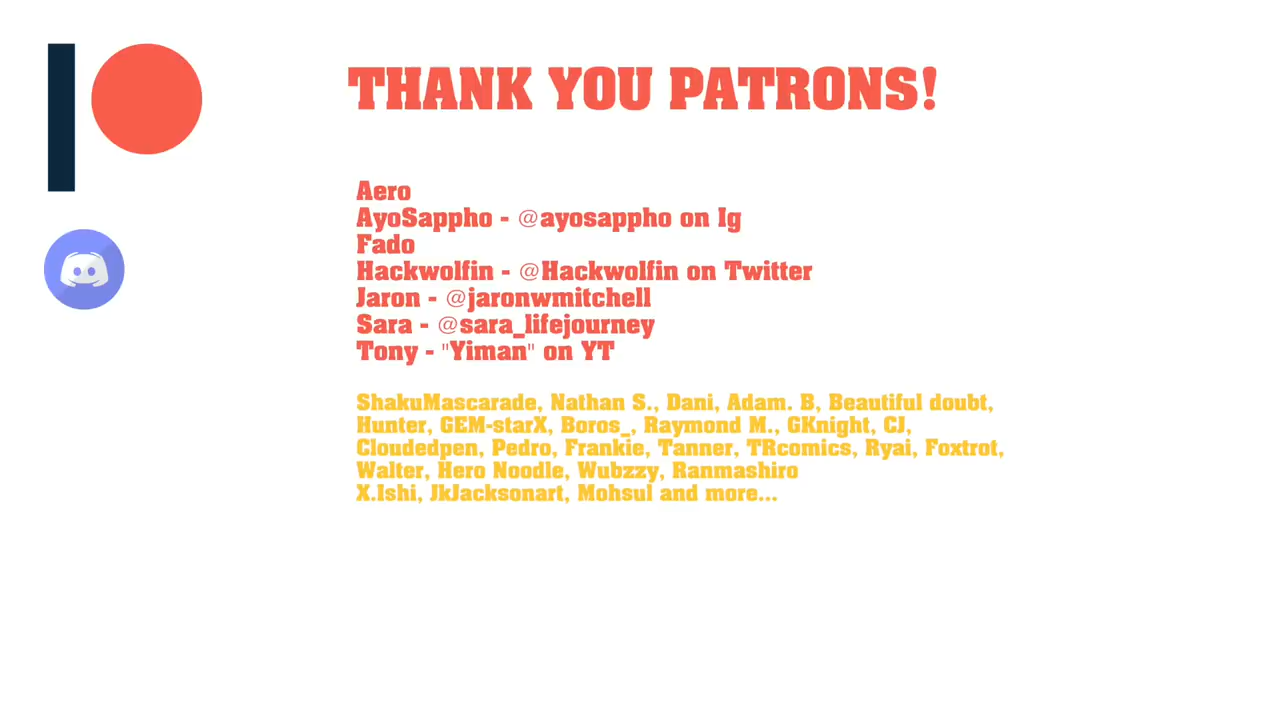 THANK YOU PATRONS!
Aero
AyoSappho - @ayosappho on Ig
Fado
Hackwolfin - @Hackwolfin on Twitter
Jaron - @jaronwmitchell
Sara - @sara_lifejourney
Tony - "Yiman" on YT
ShakuMascarade, Nathan S., Dani, Adam. B, Beautiful doubt,
Hunter, GEM-starX, Boros_, Raymond M., GKnight, CJ,
Cloudedpen, Pedro, Frankie, Tanner, TRcomics, Ryai, Foxtrot,
Walter, Hero Noodle, Wubzzy, Ranmashiro
X.Ishi, JkJacksonart, Mohsul and more...